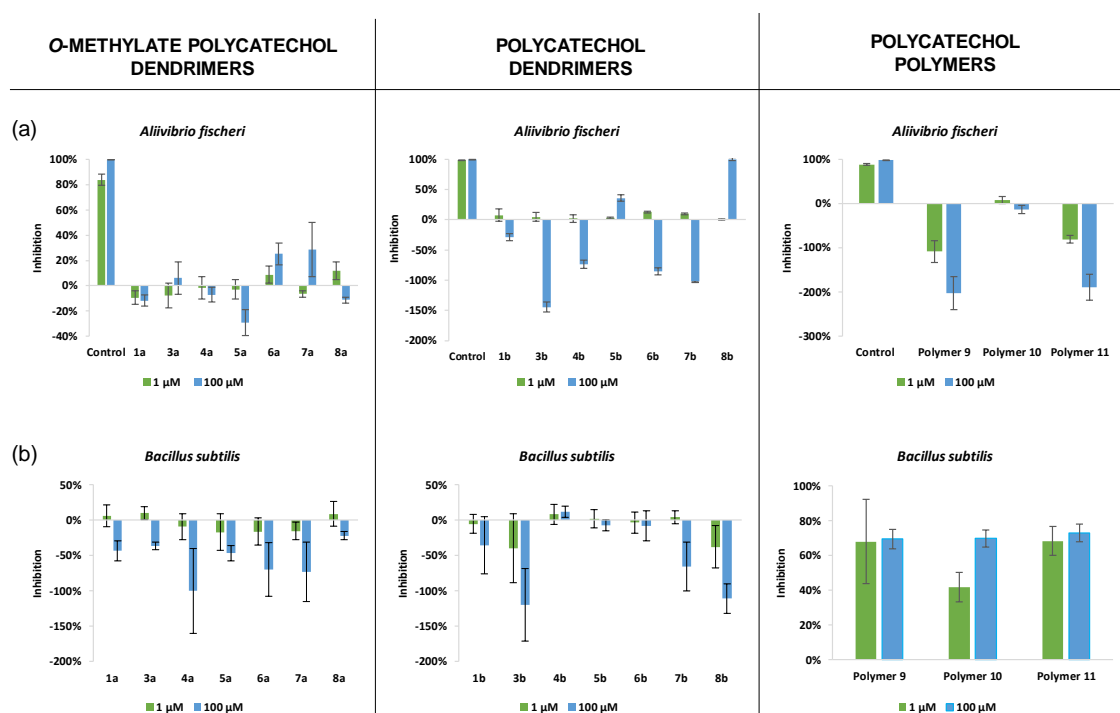 O-METHYLATE POLYCATECHOL
DENDRIMERS
POLYCATECHOL
DENDRIMERS
POLYCATECHOL
POLYMERS
(a)
Aliivibrio fischeri
100%
80%
60%
40%
20%
0%
-20%
-40%
Inhibition
Control 1a 3a 4a 5a 6a 7a 8a
1 µM 100 µM
Aliivibrio fischeri
100%
50%
0%
-50%
-100%
-150%
-200%
Inhibition
Control 1b 3b 4b 5b 6b 7b 8b
1 µM 100 µM
Aliivibrio fischeri
100%
0%
-100%
-200%
-300%
Inhibition
Control Polymer 9 Polymer 10 Polymer 11
1 µM 100 µM
(b)
Bacillus subtilis
50%
0%
-50%
-100%
-150%
-200%
Inhibition
1a 3a 4a 5a 6a 7a 8a
1 µM 100 µM
Bacillus subtilis
50%
0%
-50%
-100%
-150%
-200%
Inhibition
1b 3b 4b 5b 6b 7b 8b
1 µM 100 µM
Bacillus subtilis
100%
80%
60%
40%
20%
0%
Inhibition
Polymer 9 Polymer 10 Polymer 11
1 µM 100 µM